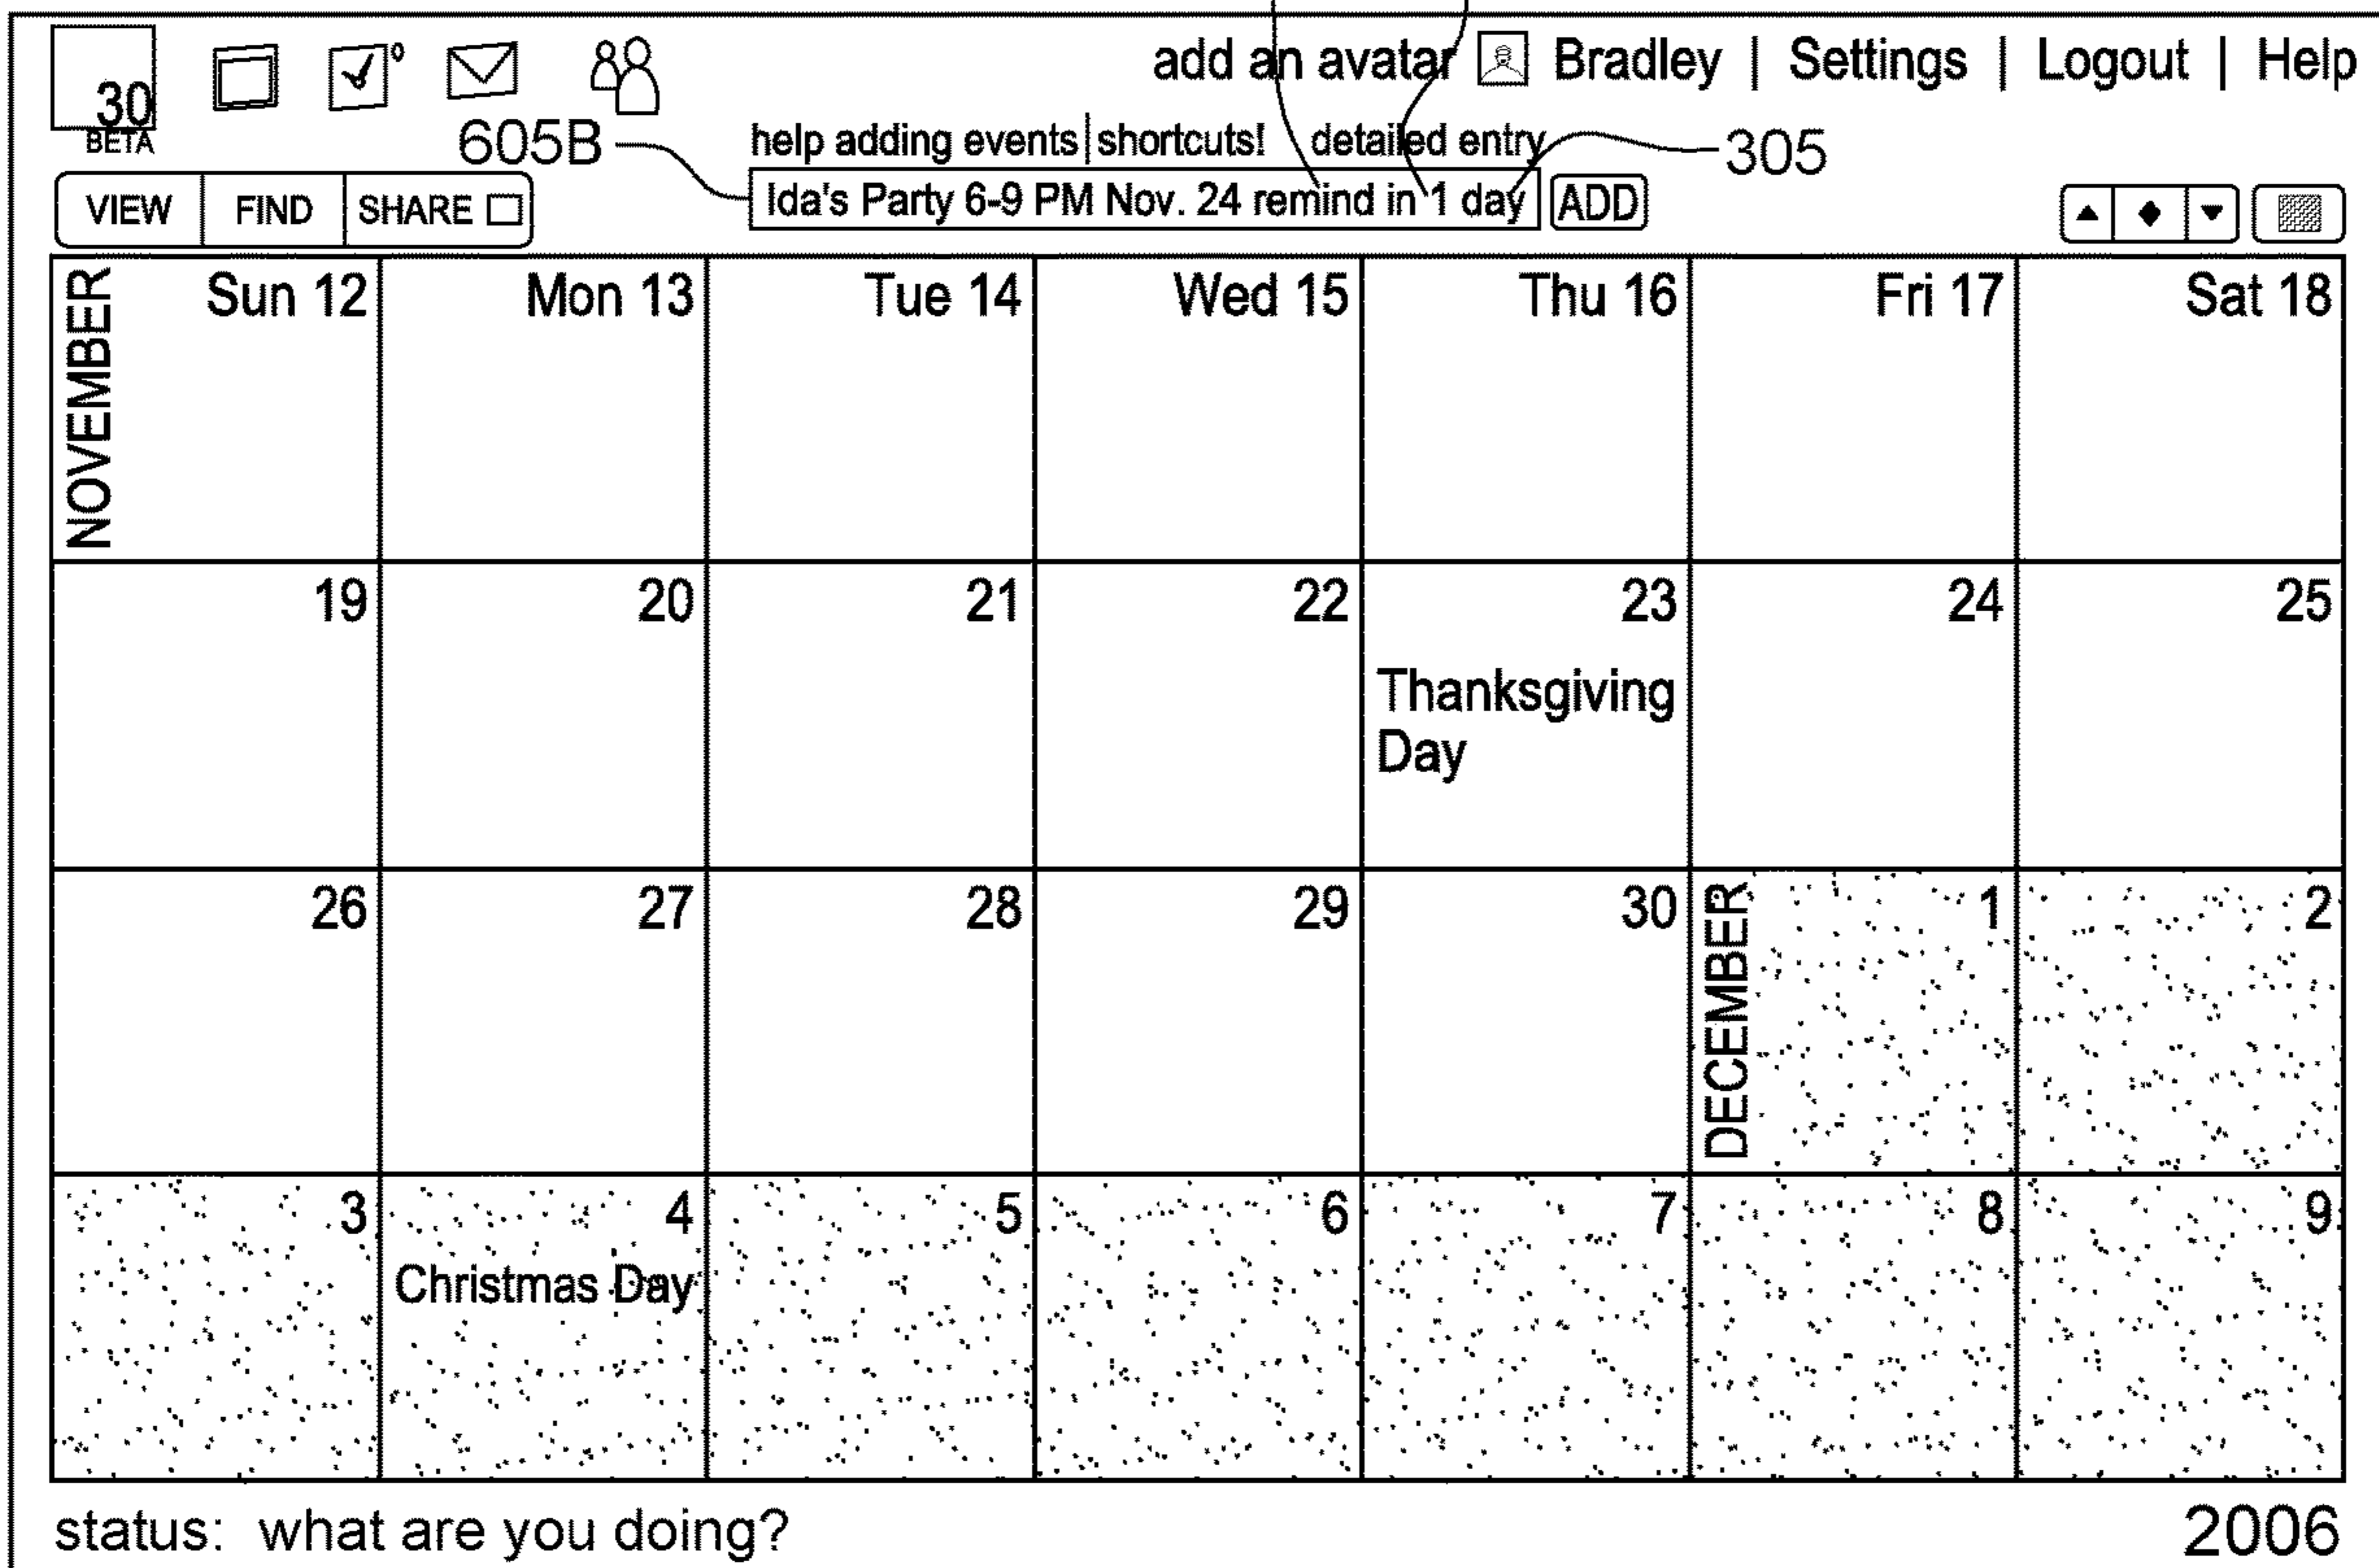 add an avatar Bradley | Settings | Logout | Help
30
BETA
605B
help adding events | shortcuts! detailed entry
305
VIEW FIND SHARE
Ida's Party 6-9 PM Nov. 24 remind in 1 day ADD
NOVEMBER
Sun 12 Mon 13 Tue 14 Wed 15 Thu 16 Fri 17 Sat 18
19 20 21 22 23 24 25
Thanksgiving
Day
26 27 28 29 30 1 2
DECEMBER
3 4 5 6 7 8 9
Christmas Day
status: what are you doing? 2006